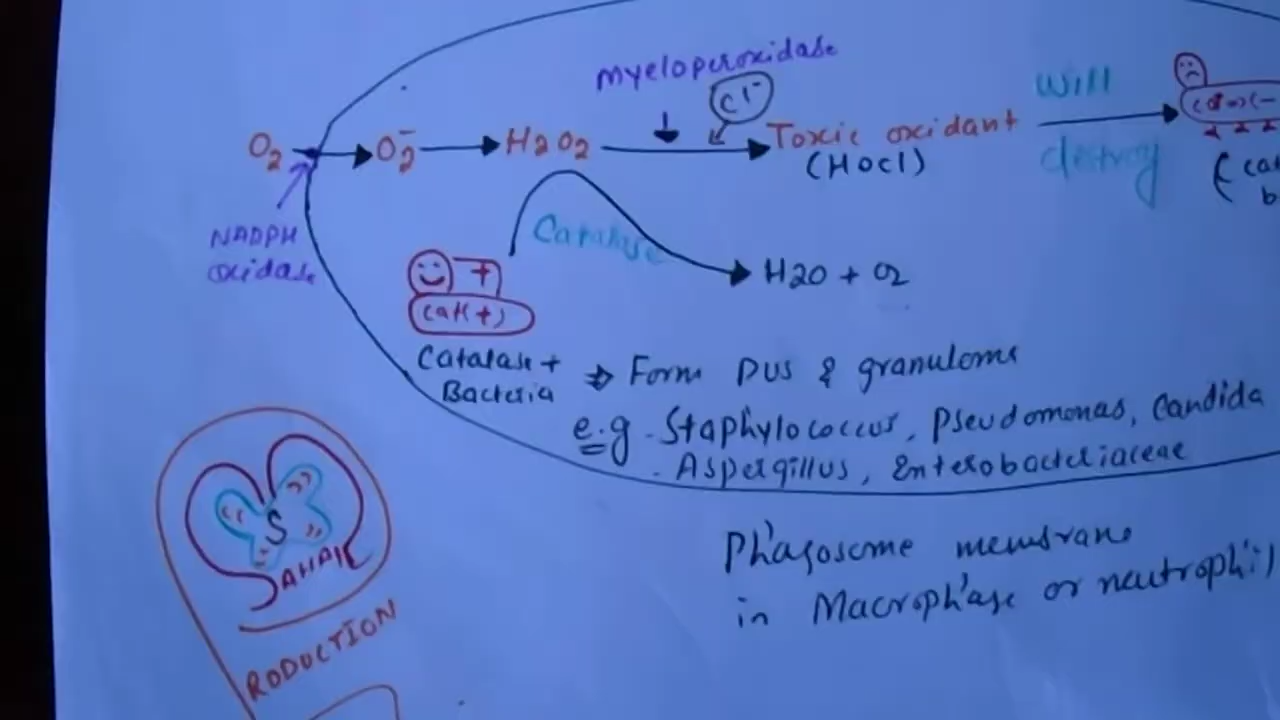 myeloperoxidase
Cl-
O2 → O2- → H2O2 → Toxic oxidant
(HOCl)
will
destroy
NADPH
oxidase
Catalase
H2O + O2
+
Cat(+)
Catalase +
Bacteria
⇒ Form pus & granuloma
e.g. Staphylococcus, Pseudomonas, Candida
Aspergillus, Enterobacteriaceae
Phagosome membrane
in Macrophage or neutrophil
S
SAHAR
RODUCTION